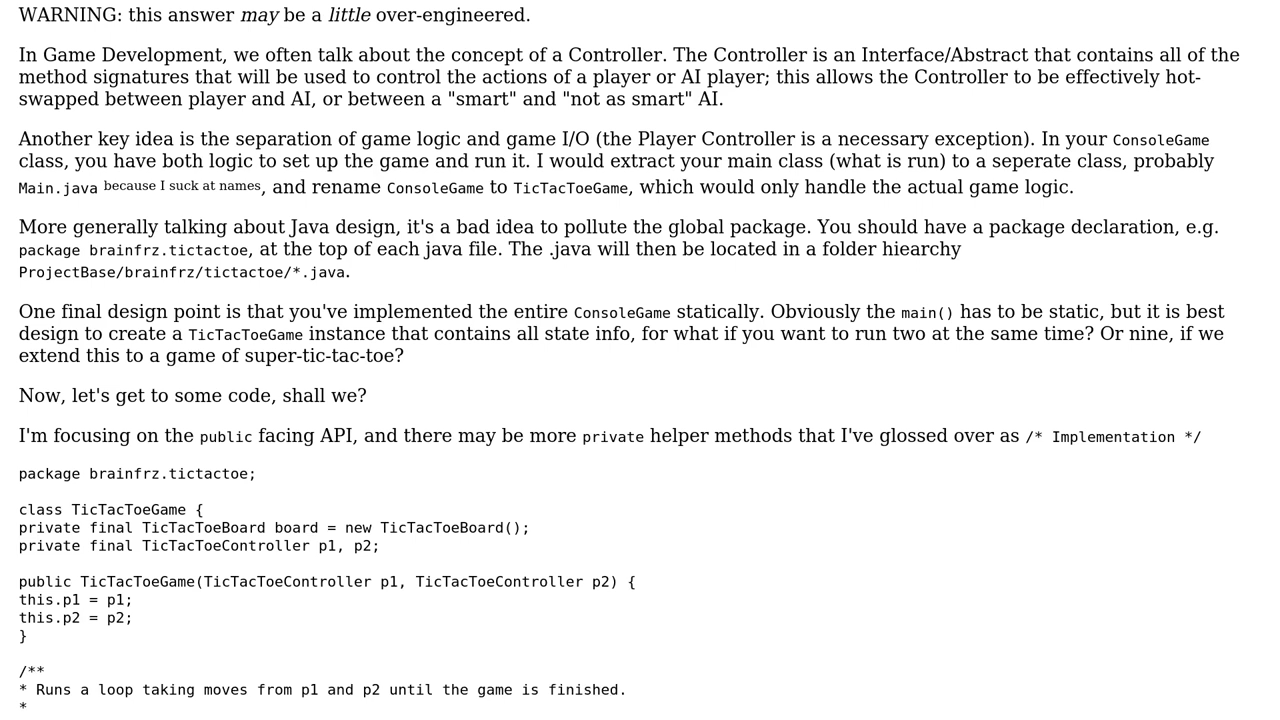 WARNING: this answer may be a little over-engineered.
In Game Development, we often talk about the concept of a Controller. The Controller is an Interface/Abstract that contains all of the
method signatures that will be used to control the actions of a player or AI player; this allows the Controller to be effectively hot-
swapped between player and AI, or between a "smart" and "not as smart" AI.
Another key idea is the separation of game logic and game I/O (the Player Controller is a necessary exception). In your ConsoleGame
class, you have both logic to set up the game and run it. I would extract your main class (what is run) to a seperate class, probably
Main.java because I suck at names, and rename ConsoleGame to TicTacToeGame, which would only handle the actual game logic.
More generally talking about Java design, it's a bad idea to pollute the global package. You should have a package declaration, e.g.
package brainfrz.tictactoe, at the top of each java file. The .java will then be located in a folder hiearchy
ProjectBase/brainfrz/tictactoe/*.java.
One final design point is that you've implemented the entire ConsoleGame statically. Obviously the main() has to be static, but it is best
design to create a TicTacToeGame instance that contains all state info, for what if you want to run two at the same time? Or nine, if we
extend this to a game of super-tic-tac-toe?
Now, let's get to some code, shall we?
I'm focusing on the public facing API, and there may be more private helper methods that I've glossed over as /* Implementation */
package brainfrz.tictactoe;
class TicTacToeGame {
private final TicTacToeBoard board = new TicTacToeBoard();
private final TicTacToeController p1, p2;
public TicTacToeGame(TicTacToeController p1, TicTacToeController p2) {
this.p1 = p1;
this.p2 = p2;
}
/**
* Runs a loop taking moves from p1 and p2 until the game is finished.
*